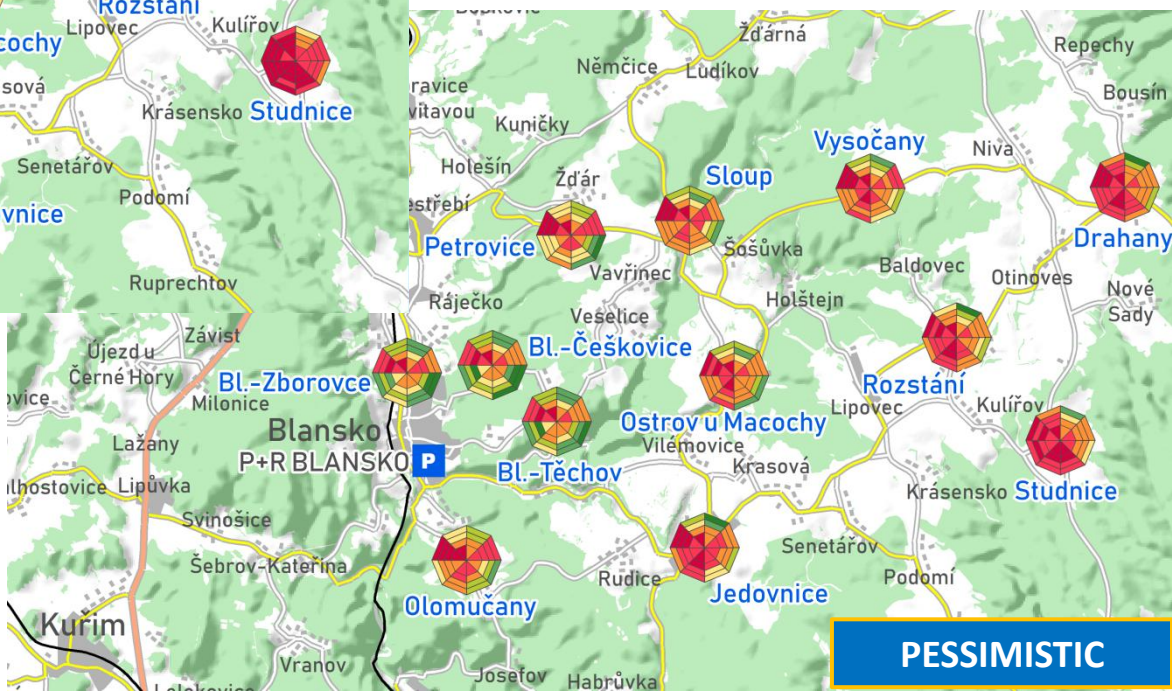 Rozstání
Lipovec
Kulířov
cochy
sová
Krásensko
Studnice
Senetářov
Podomí
vnice
Ruprechtov
Žďárná
Němčice
Ludíkov
Repechy
Bousín
ravice
vitavou
Kuničky
Vysočany
Niva
Holešín
Žďár
Sloup
estřebí
Petrovice
Šošůvka
Drahany
Vavřinec
Baldovec
Otinoves
Nové
Sady
Ráječko
Holštejn
Veselice
Závist
Újezd u
Černé Hory
Bl.-Češkovice
Bl.-Zborovce
Rozstání
ovice
Milonice
Lipovec
Kulířov
Blansko
Ostrov u Macochy
Lažany
Vilémovice
P+R BLANSKO
P
Bl.-Těchov
Krasová
lhostovice
Lipůvka
Krásensko
Studnice
Svinošice
Senetářov
Šebrov-Kateřina
Rudice
Podomí
Jedovnice
Olomučany
Kuřim
PESSIMISTIC
Vranov
Josefov
Habrůvka